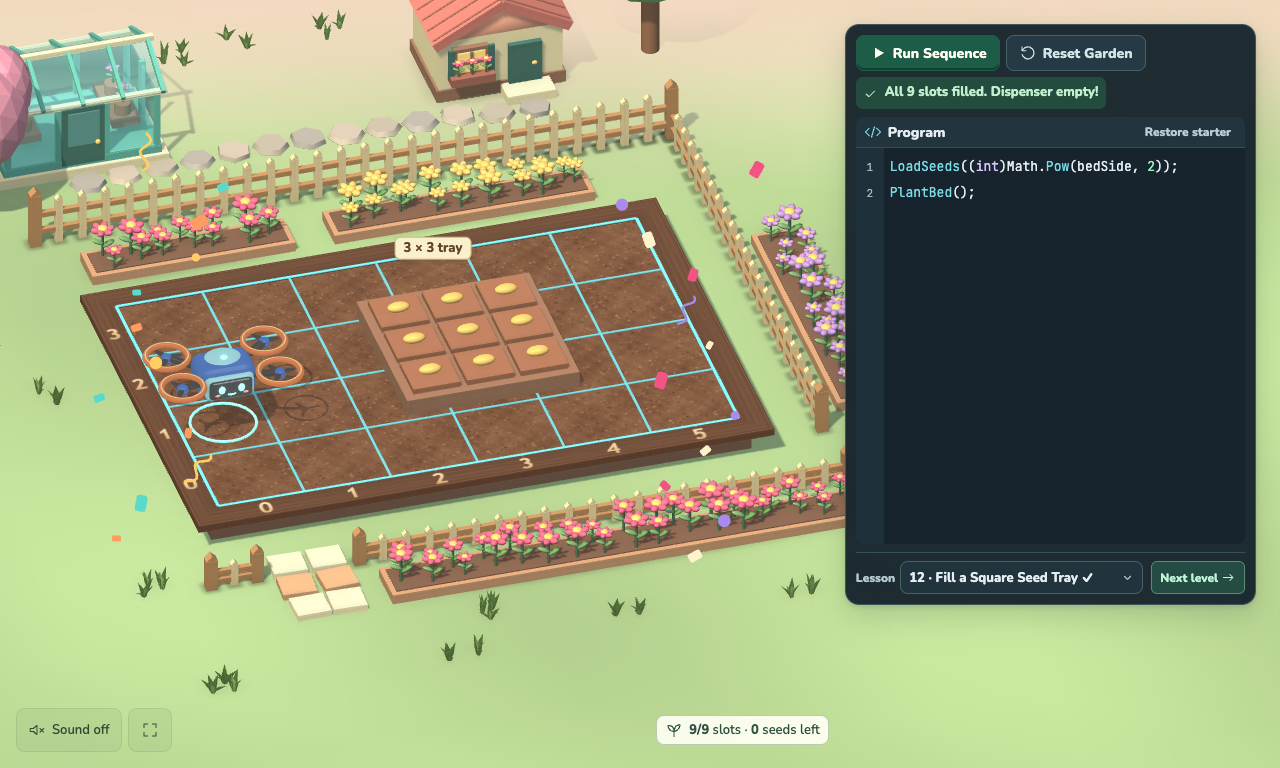 Run Sequence
Reset Garden
All 9 slots filled. Dispenser empty!
</> Program
Restore starter
1 LoadSeeds((int)Math.Pow(bedSide, 2));
2 PlantBed();
3 × 3 tray
3
2
1
0
0
1
2
3
4
5
Lesson
12 · Fill a Square Seed Tray ✓
Next level →
Sound off
9/9 slots · 0 seeds left